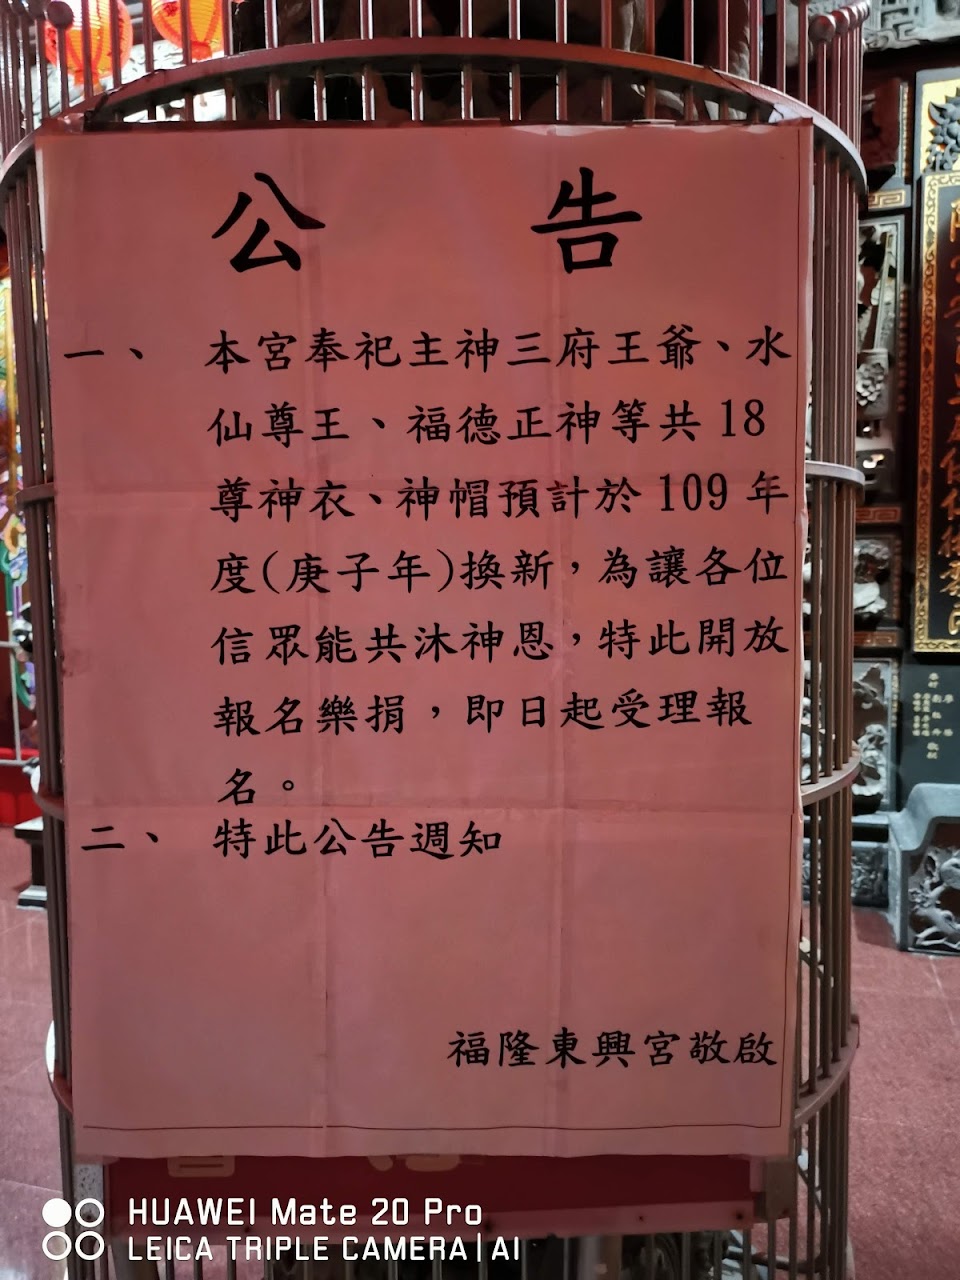 公 告
一、 本宮奉祀主神三府王爺、水
仙尊王、福德正神等共 18
尊神衣、神帽預計於 109 年
度(庚子年)換新，為讓各位
信眾能共沐神恩，特此開放
報名樂捐，即日起受理報
名。
二、 特此公告週知
福隆東興宮敬啟
HUAWEI Mate 20 Pro
LEICA TRIPLE CAMERA | AI